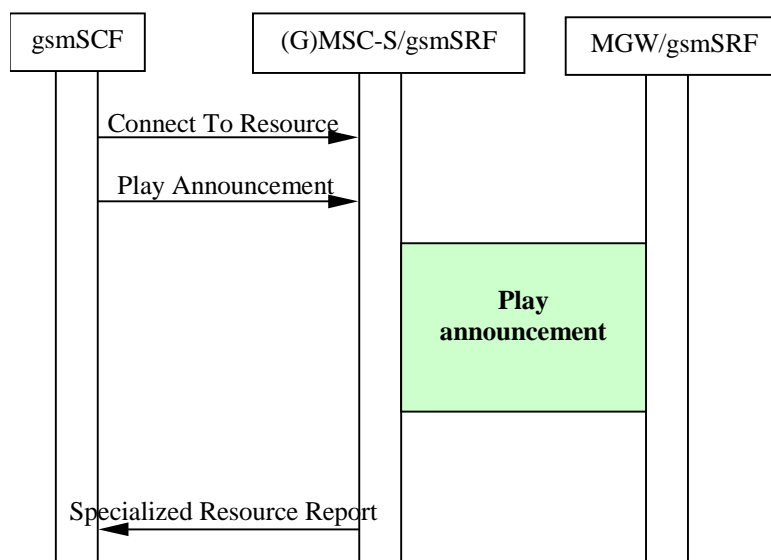 gsmSCF
(G)MSC-S/gsmSRF
MGW/gsmSRF
Connect To Resource
Play Announcement
Play
announcement
Specialized Resource Report